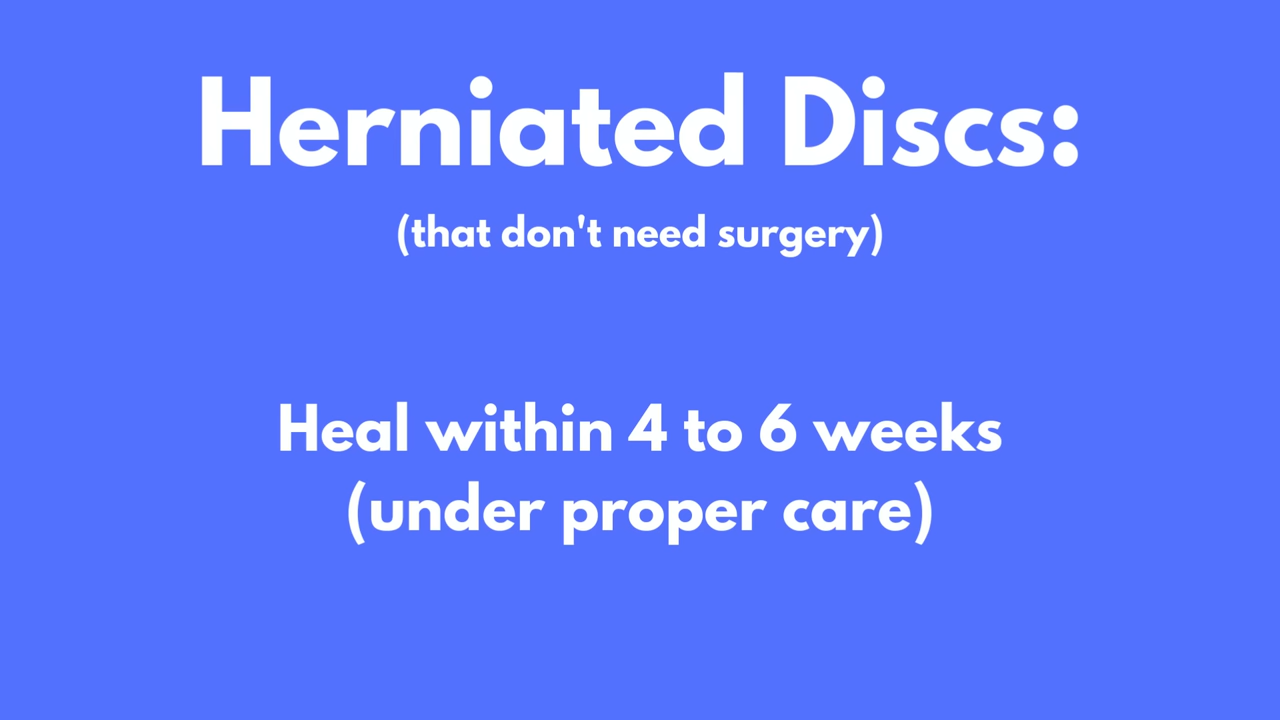 Herniated Discs:
(that don't need surgery)
Heal within 4 to 6 weeks
(under proper care)